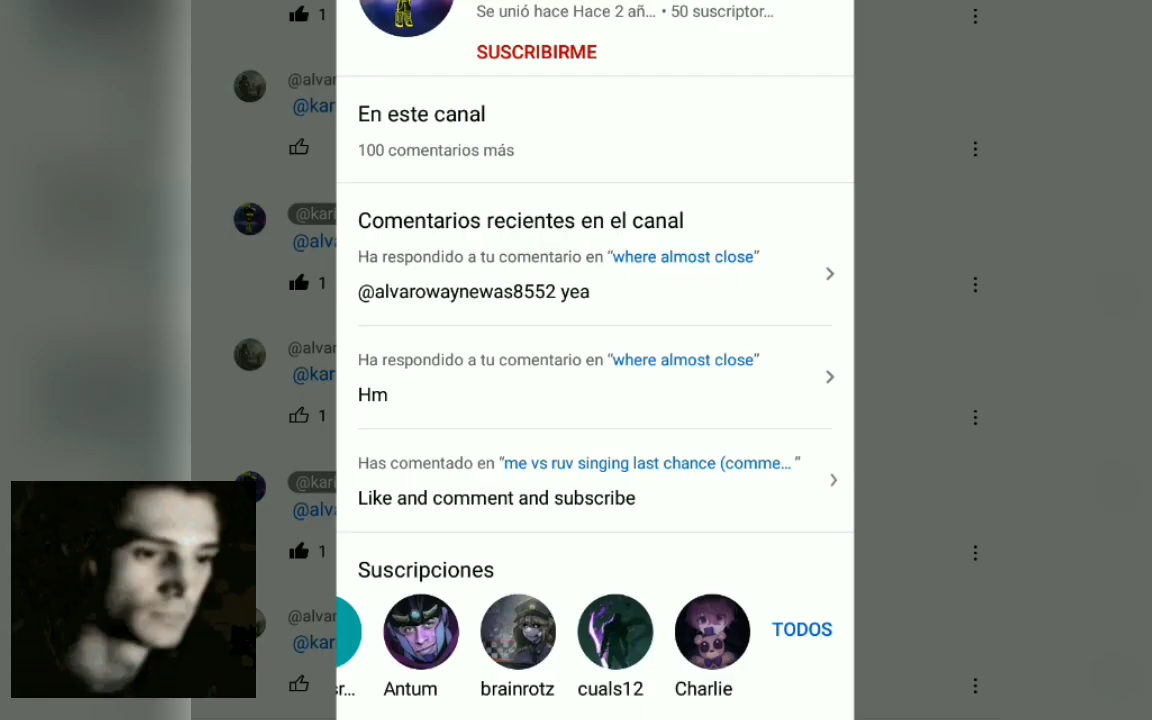 Se unió hace Hace 2 añ... • 50 suscriptor...
SUSCRIBIRME
En este canal
100 comentarios más
Comentarios recientes en el canal
Ha respondido a tu comentario en “where almost close”
@alvarowaynewas8552 yea
Ha respondido a tu comentario en “where almost close”
Hm
Has comentado en “me vs ruv singing last chance (comme... ”
Like and comment and subscribe
Suscripciones
TODOS
Antum
brainrotz
cuals12
Charlie
1
@alvar
@kar
@kari
@alva
1
@alvar
@kar
1
@kari
@alva
1
@alvar
@kar